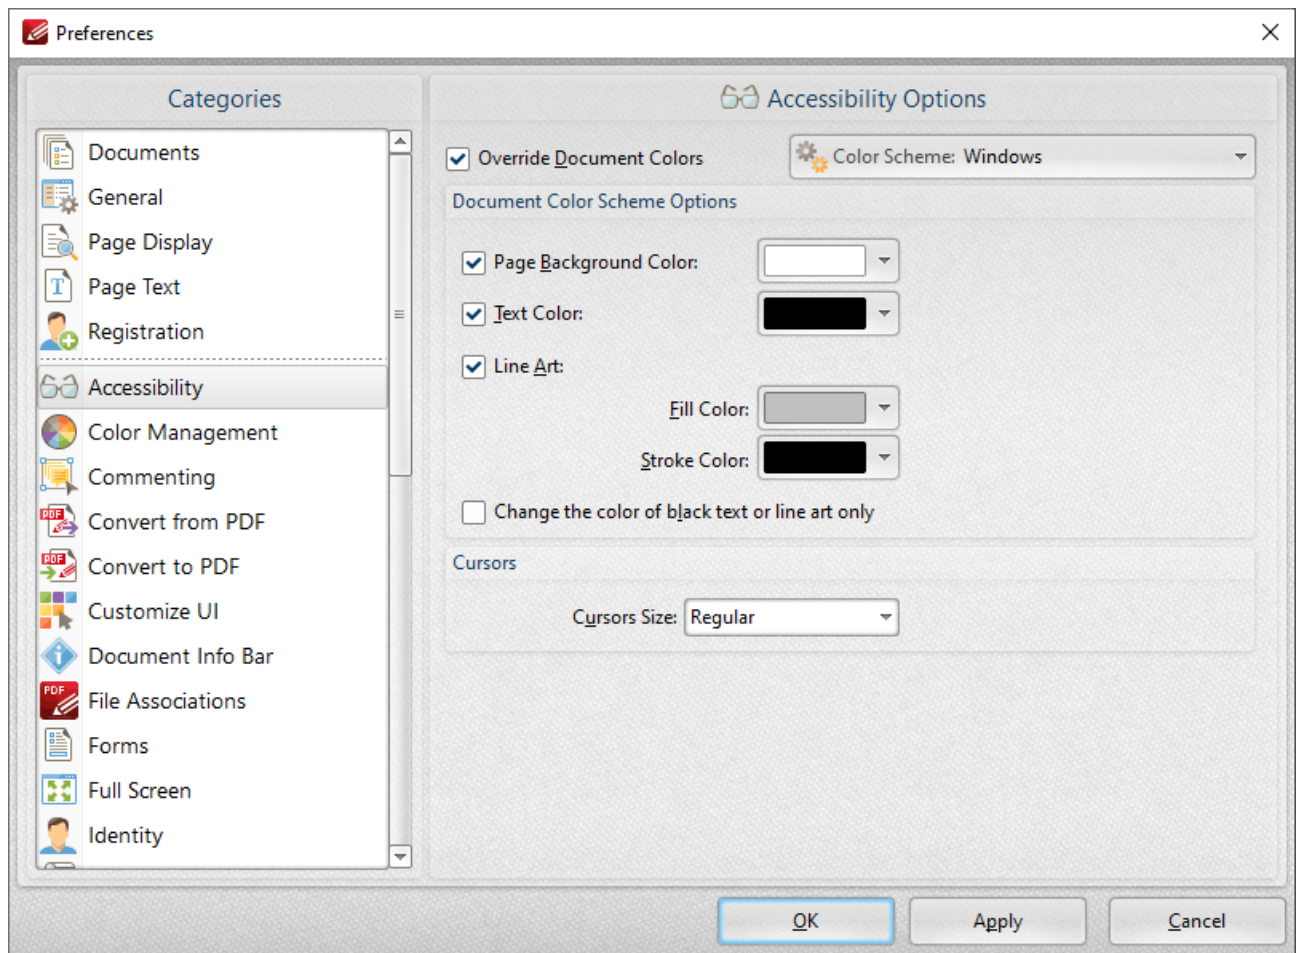 Preferences
Categories
Documents
General
Page Display
T
Page Text
Registration
Accessibility
Color Management
Commenting
PDF
Convert from PDF
PDF
Convert to PDF
Customize UI
i
Document Info Bar
PDF
File Associations
Forms
Full Screen
Identity
Accessibility Options
Override Document Colors
Color Scheme: Windows
Document Color Scheme Options
Page Background Color:
Text Color:
Line Art:
Fill Color:
Stroke Color:
Change the color of black text or line art only
Cursors
Cursors Size: Regular
OK
Apply
Cancel